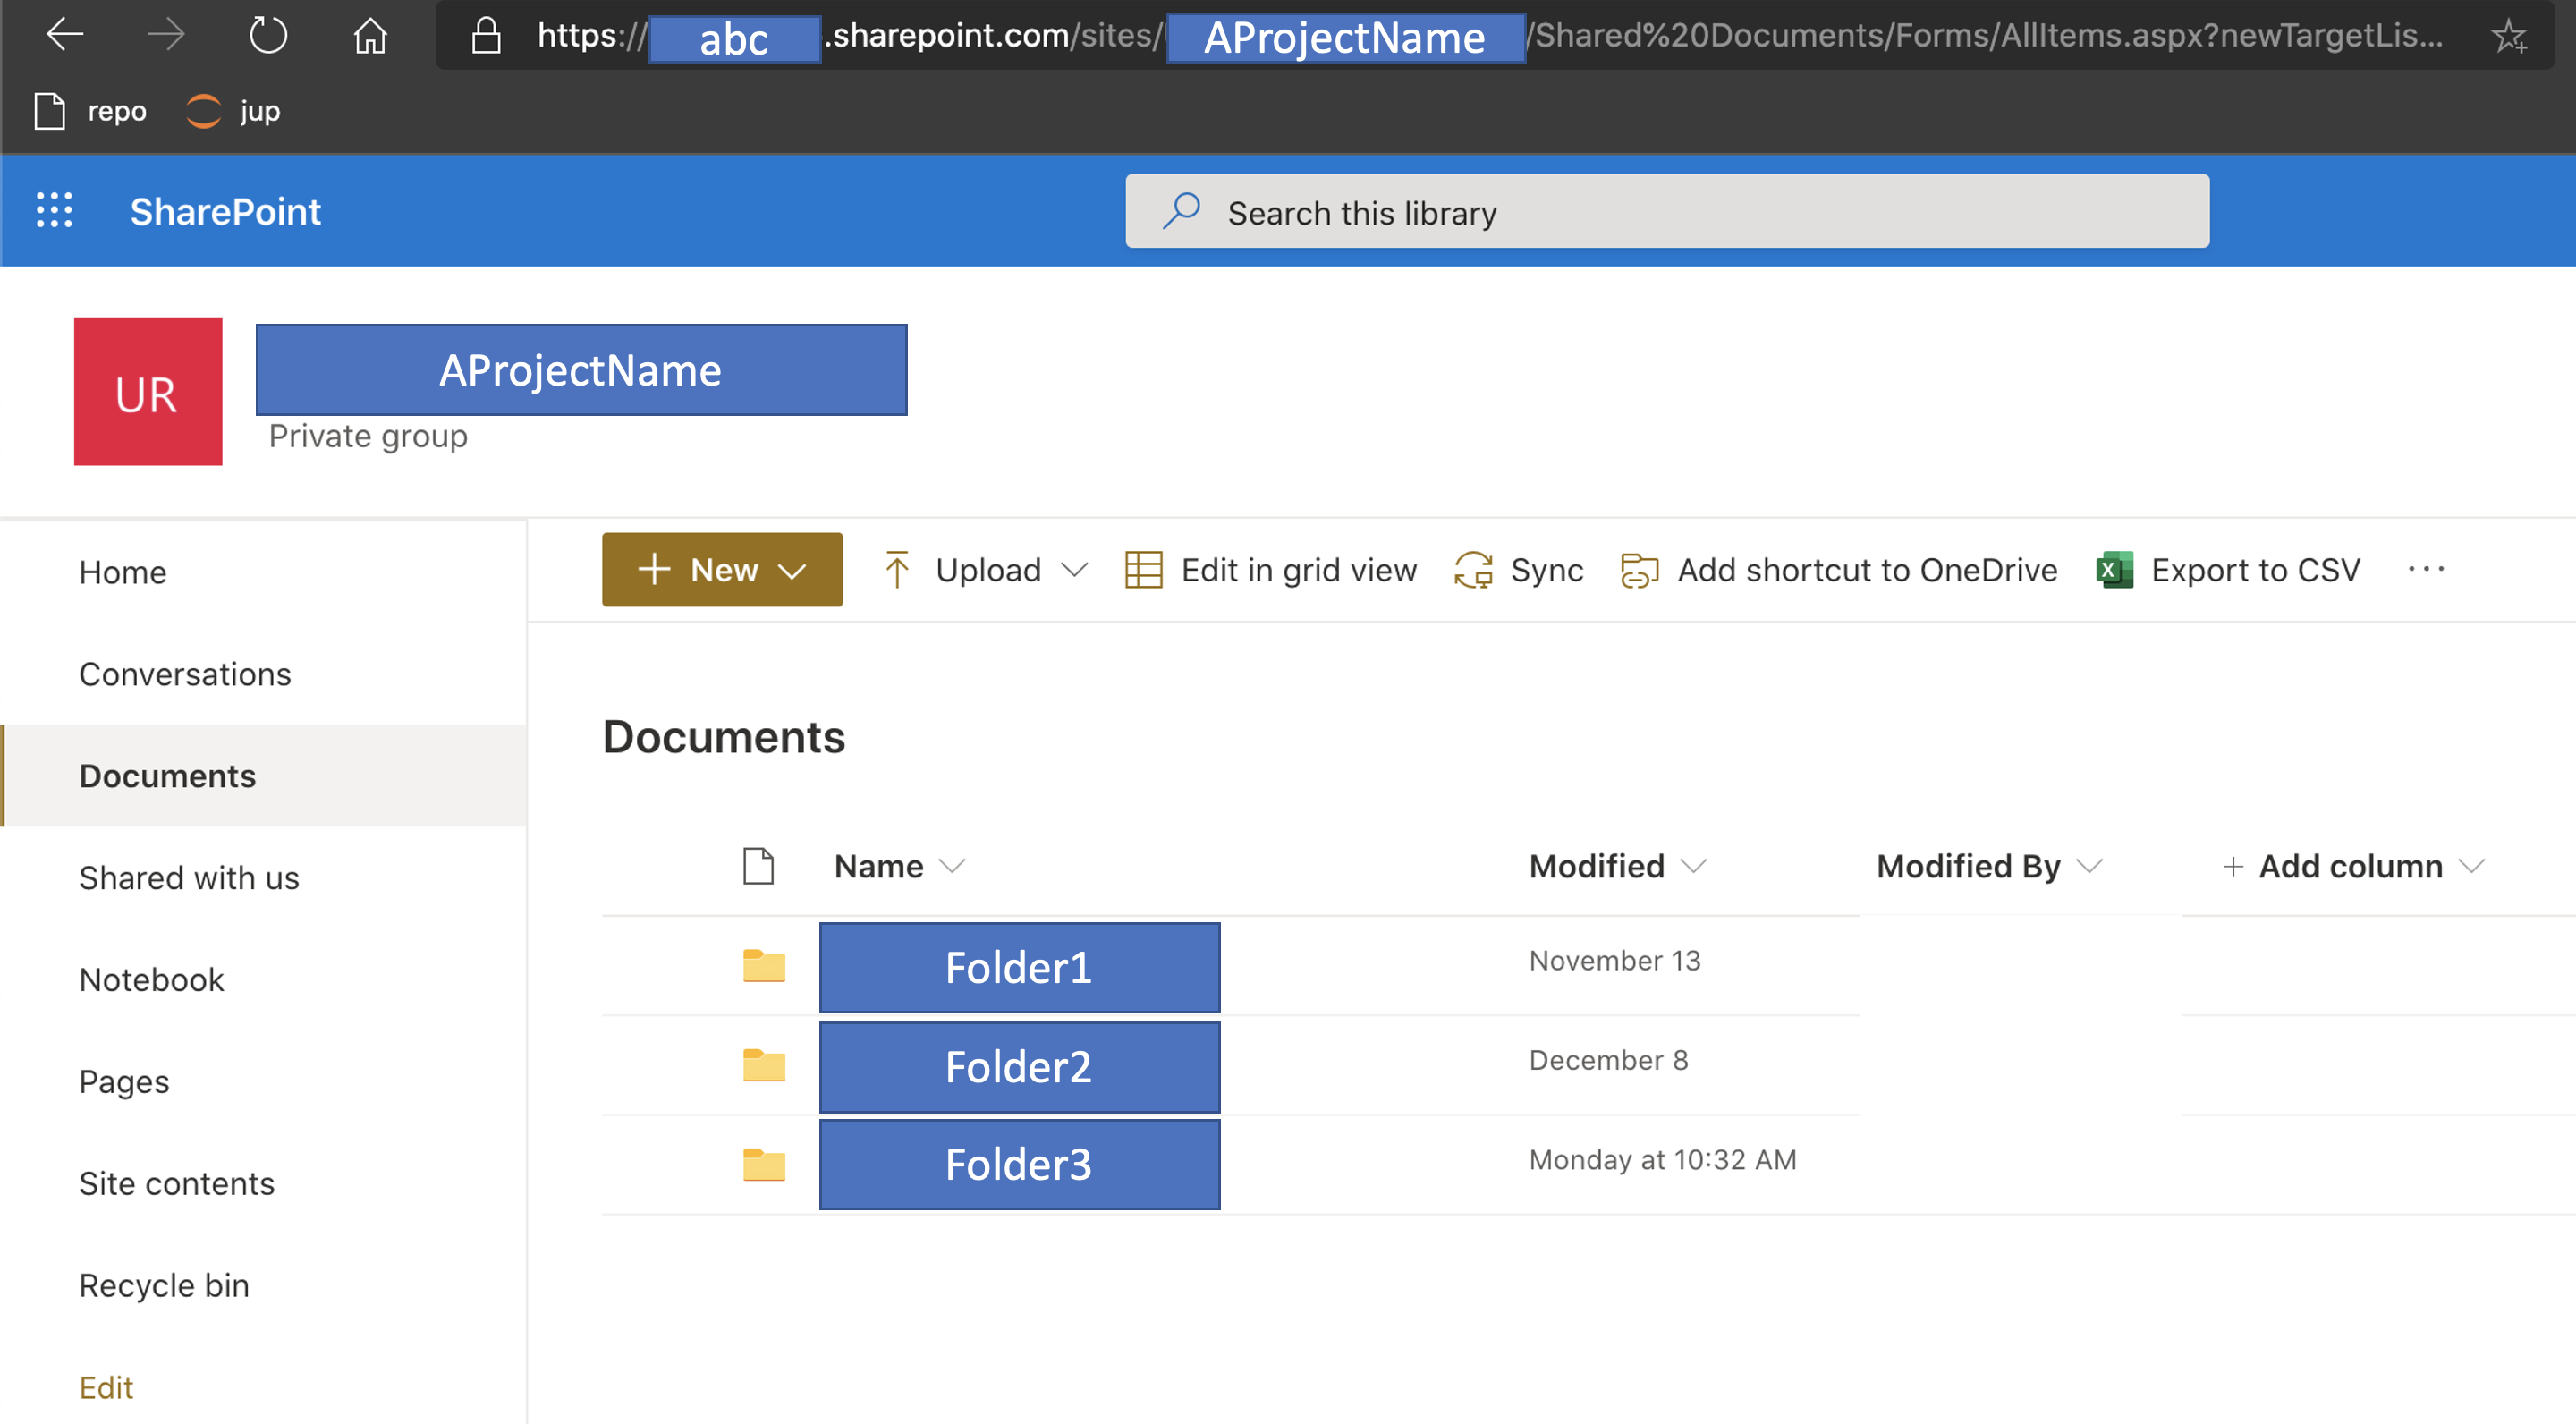 https://abc.sharepoint.com/sites/AProjectName/Shared%20Documents/Forms/AllItems.aspx?newTargetLis...
repo jup
SharePoint Search this library
UR
AProjectName
Private group
Home
Conversations
Documents
Shared with us
Notebook
Pages
Site contents
Recycle bin
Edit
+ New Upload Edit in grid view Sync Add shortcut to OneDrive Export to CSV ...
Documents
Name Modified Modified By + Add column
Folder1 November 13
Folder2 December 8
Folder3 Monday at 10:32 AM